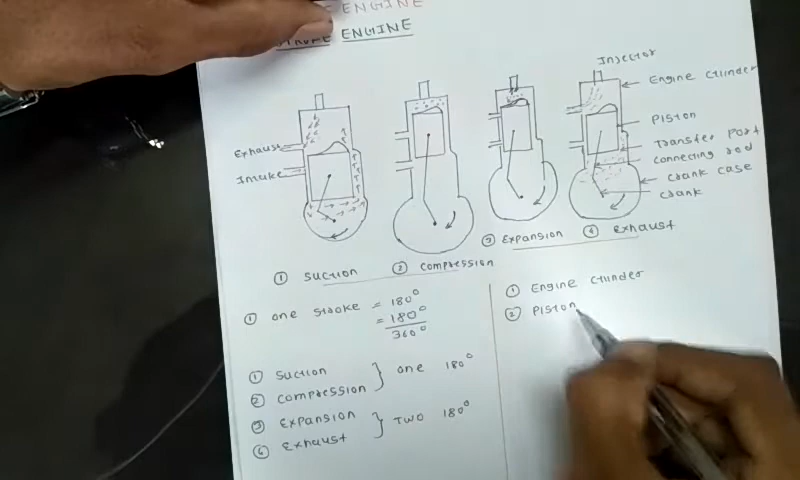 ENGINE
STROKE ENGINE
Injector
Engine cylinder
Piston
Exhaust
Transfer port
Intake
connecting rod
crank case
crank
① suction
② compression
③ Expansion
④ Exhaust
① one stroke = 180°
= 180°
360°
① suction
② compression } one 180°
③ Expansion
④ Exhaust } Two 180°
① Engine cylinder
② Piston